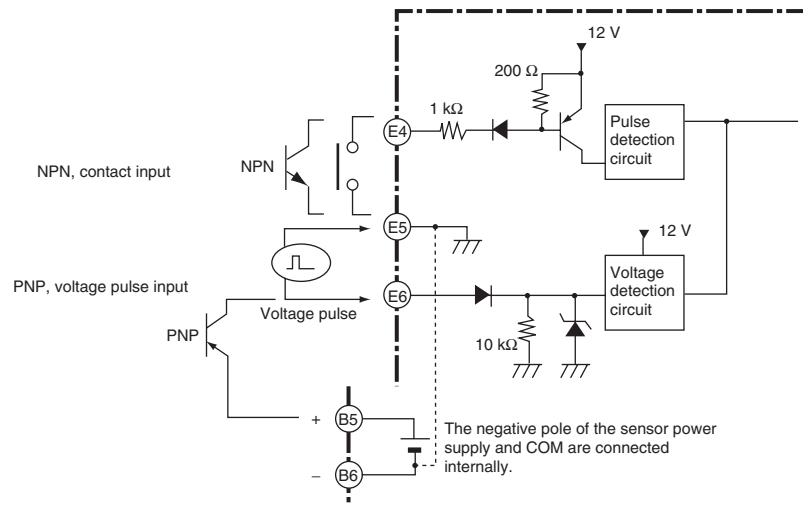 12 V
200 Ω
1 kΩ
E4
Pulse
detection
circuit
NPN
NPN, contact input
E5
12 V
PNP, voltage pulse input
Voltage pulse
E6
Voltage
detection
circuit
PNP
10 kΩ
+
B5
The negative pole of the sensor power
supply and COM are connected
internally.
−
B6